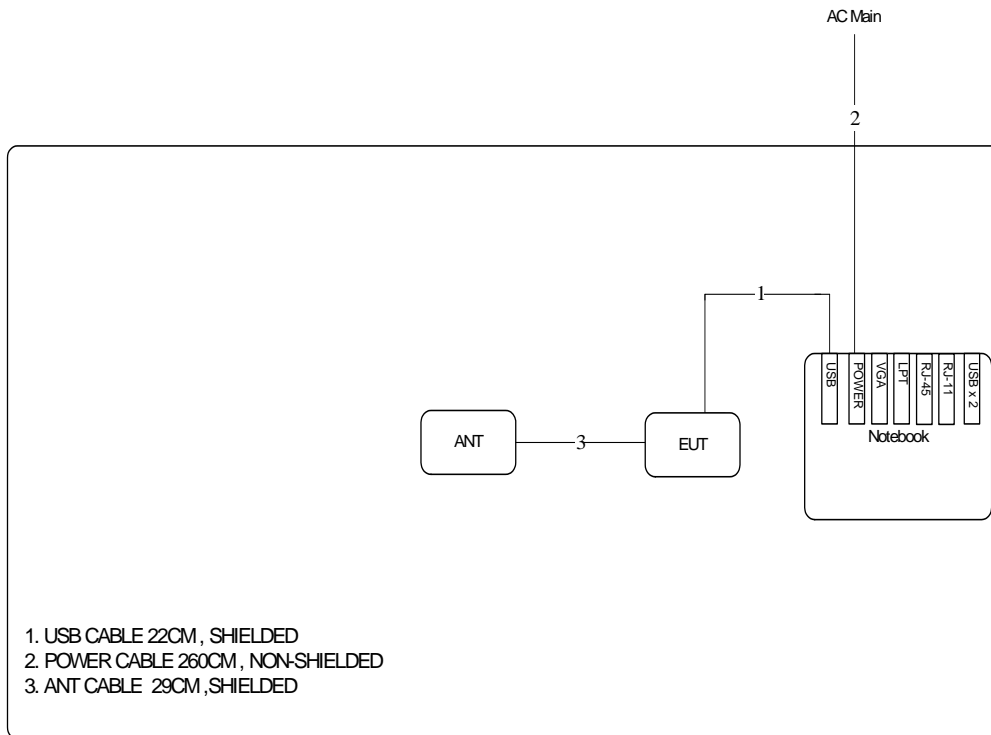 AC Main
2
1
USB
POWER
VGA
LPT
RJ-45
RJ-11
USB x 2
Notebook
ANT
3
EUT
1. USB CABLE 22CM , SHIELDED
2. POWER CABLE 260CM , NON-SHIELDED
3. ANT CABLE 29CM ,SHIELDED